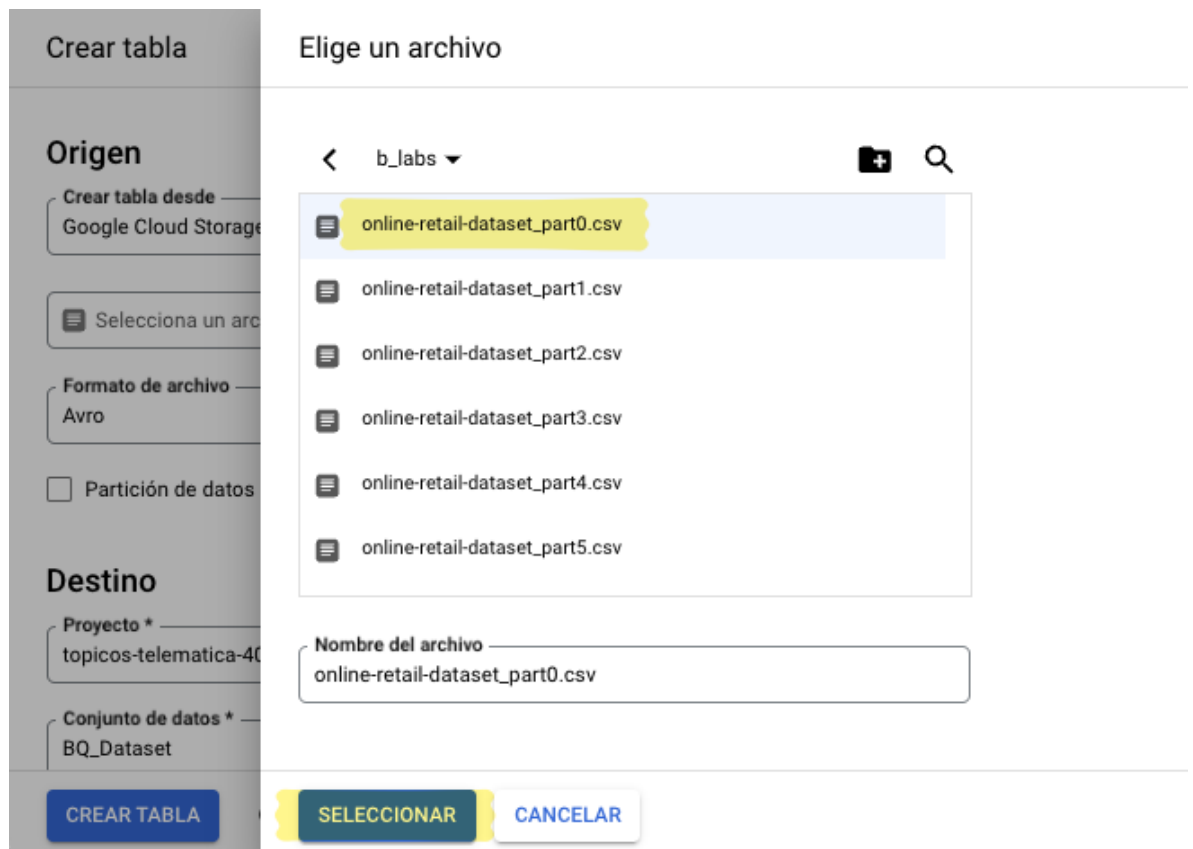 Crear tabla
Origen
Crear tabla desde
Google Cloud Storage
Selecciona un arc
Formato de archivo
Avro
Partición de datos
Destino
Proyecto *
topicos-telematica-40
Conjunto de datos *
BQ_Dataset
CREAR TABLA
Elige un archivo
b_labs
online-retail-dataset_part0.csv
online-retail-dataset_part1.csv
online-retail-dataset_part2.csv
online-retail-dataset_part3.csv
online-retail-dataset_part4.csv
online-retail-dataset_part5.csv
Nombre del archivo
online-retail-dataset_part0.csv
SELECCIONAR
CANCELAR